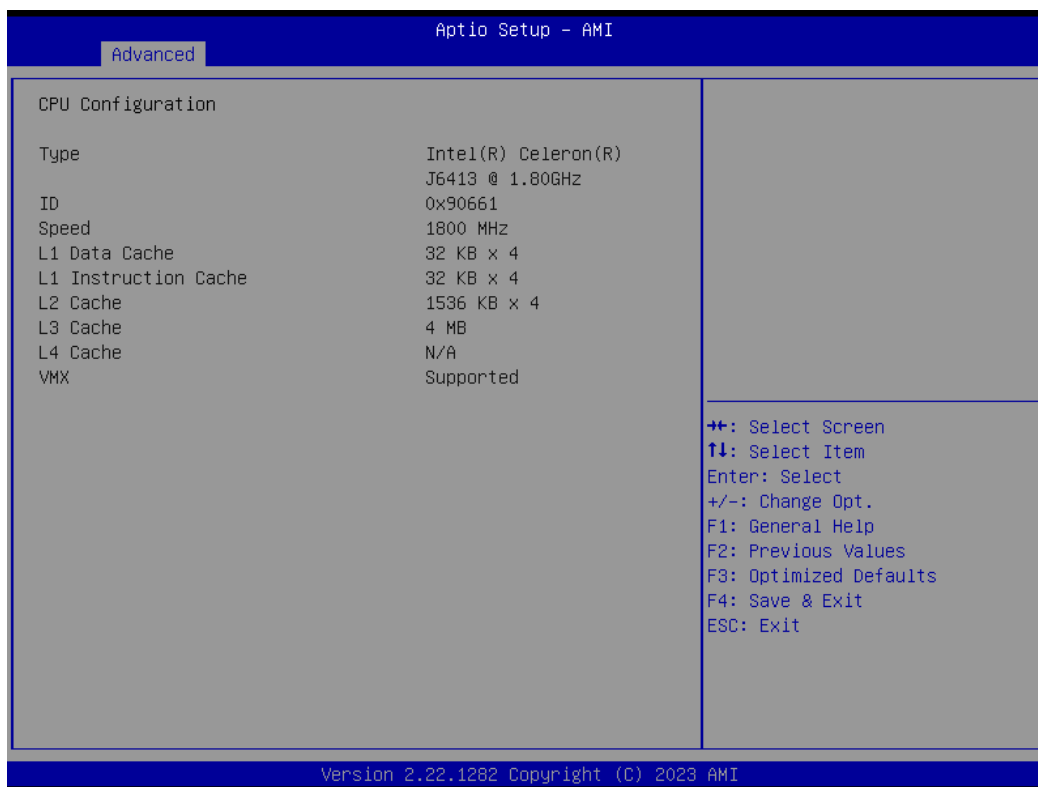 Aptio Setup – AMI
Advanced
CPU Configuration
Type Intel(R) Celeron(R)
J6413 @ 1.80GHz
ID 0x90661
Speed 1800 MHz
L1 Data Cache 32 KB x 4
L1 Instruction Cache 32 KB x 4
L2 Cache 1536 KB x 4
L3 Cache 4 MB
L4 Cache N/A
VMX Supported
→←: Select Screen
↑↓: Select Item
Enter: Select
+/-: Change Opt.
F1: General Help
F2: Previous Values
F3: Optimized Defaults
F4: Save & Exit
ESC: Exit
Version 2.22.1282 Copyright (C) 2023 AMI